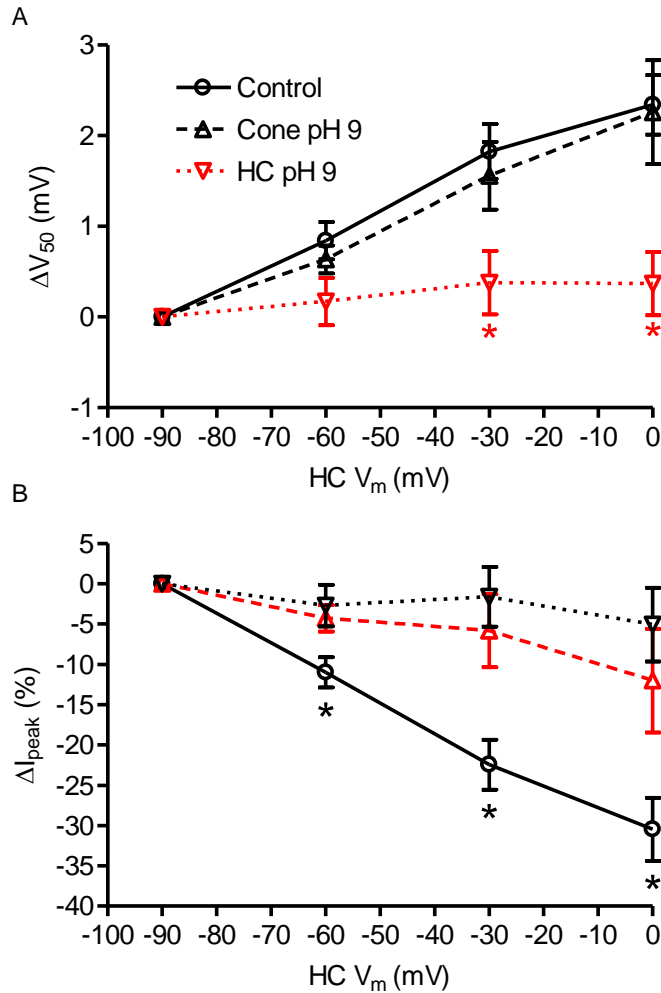 A
3
2
1
0
-1
ΔV50 (mV)
Control
Cone pH 9
HC pH 9
*
*
-100 -90 -80 -70 -60 -50 -40 -30 -20 -10 0
HC Vm (mV)
B
5
0
-5
-10
-15
-20
-25
-30
-35
-40
ΔIpeak (%)
*
*
*
-100 -90 -80 -70 -60 -50 -40 -30 -20 -10 0
HC Vm (mV)